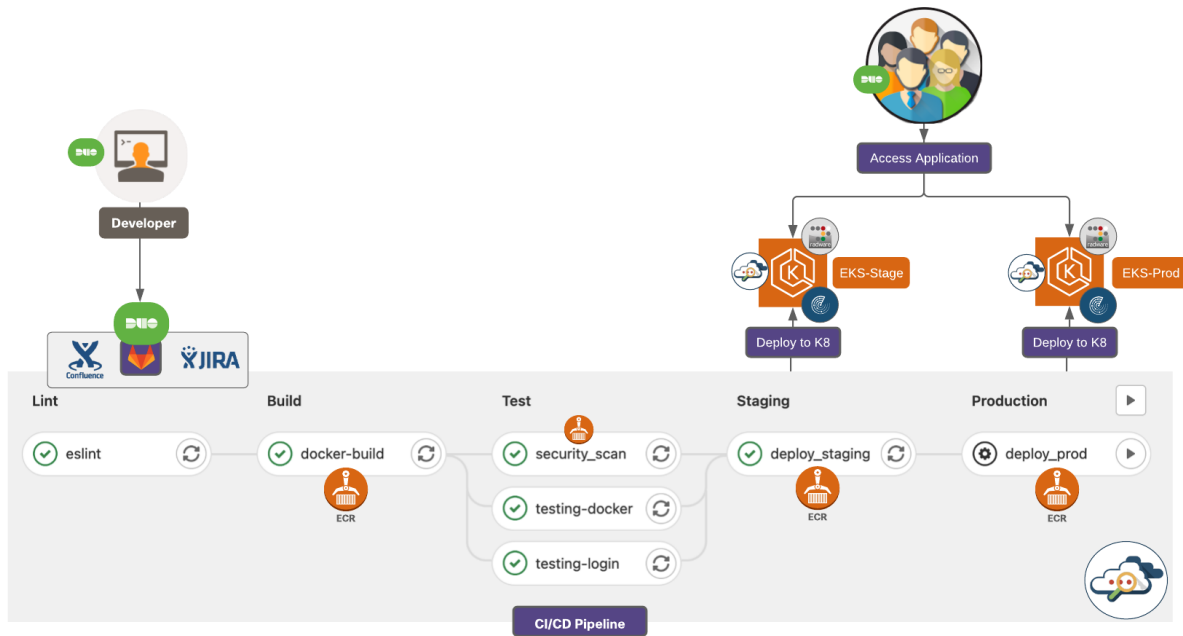 DUO
Access Application
DUO
>-
Developer
radware
radware
EKS-Stage
EKS-Prod
DUO
Confluence
JIRA
Deploy to K8
Deploy to K8
Lint
Build
Test
Staging
Production
eslint
docker-build
security_scan
deploy_staging
deploy_prod
ECR
ECR
ECR
testing-docker
testing-login
CI/CD Pipeline